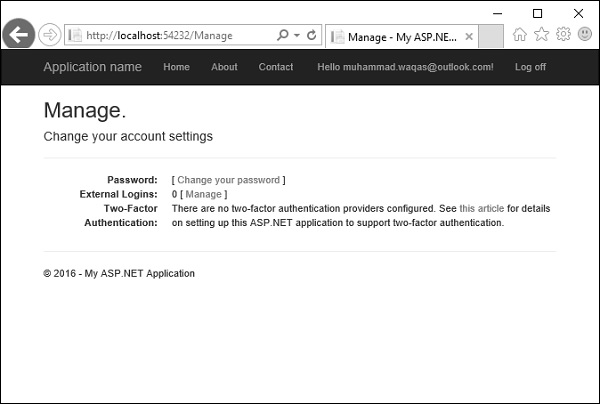 http://localhost:54232/Manage
Manage - My ASP.NE...
Application name Home About Contact Hello muhammad.waqas@outlook.com! Log off
Manage.
Change your account settings
Password: [ Change your password ]
External Logins: 0 [ Manage ]
Two-Factor There are no two-factor authentication providers configured. See this article for details
Authentication: on setting up this ASP.NET application to support two-factor authentication.
© 2016 - My ASP.NET Application